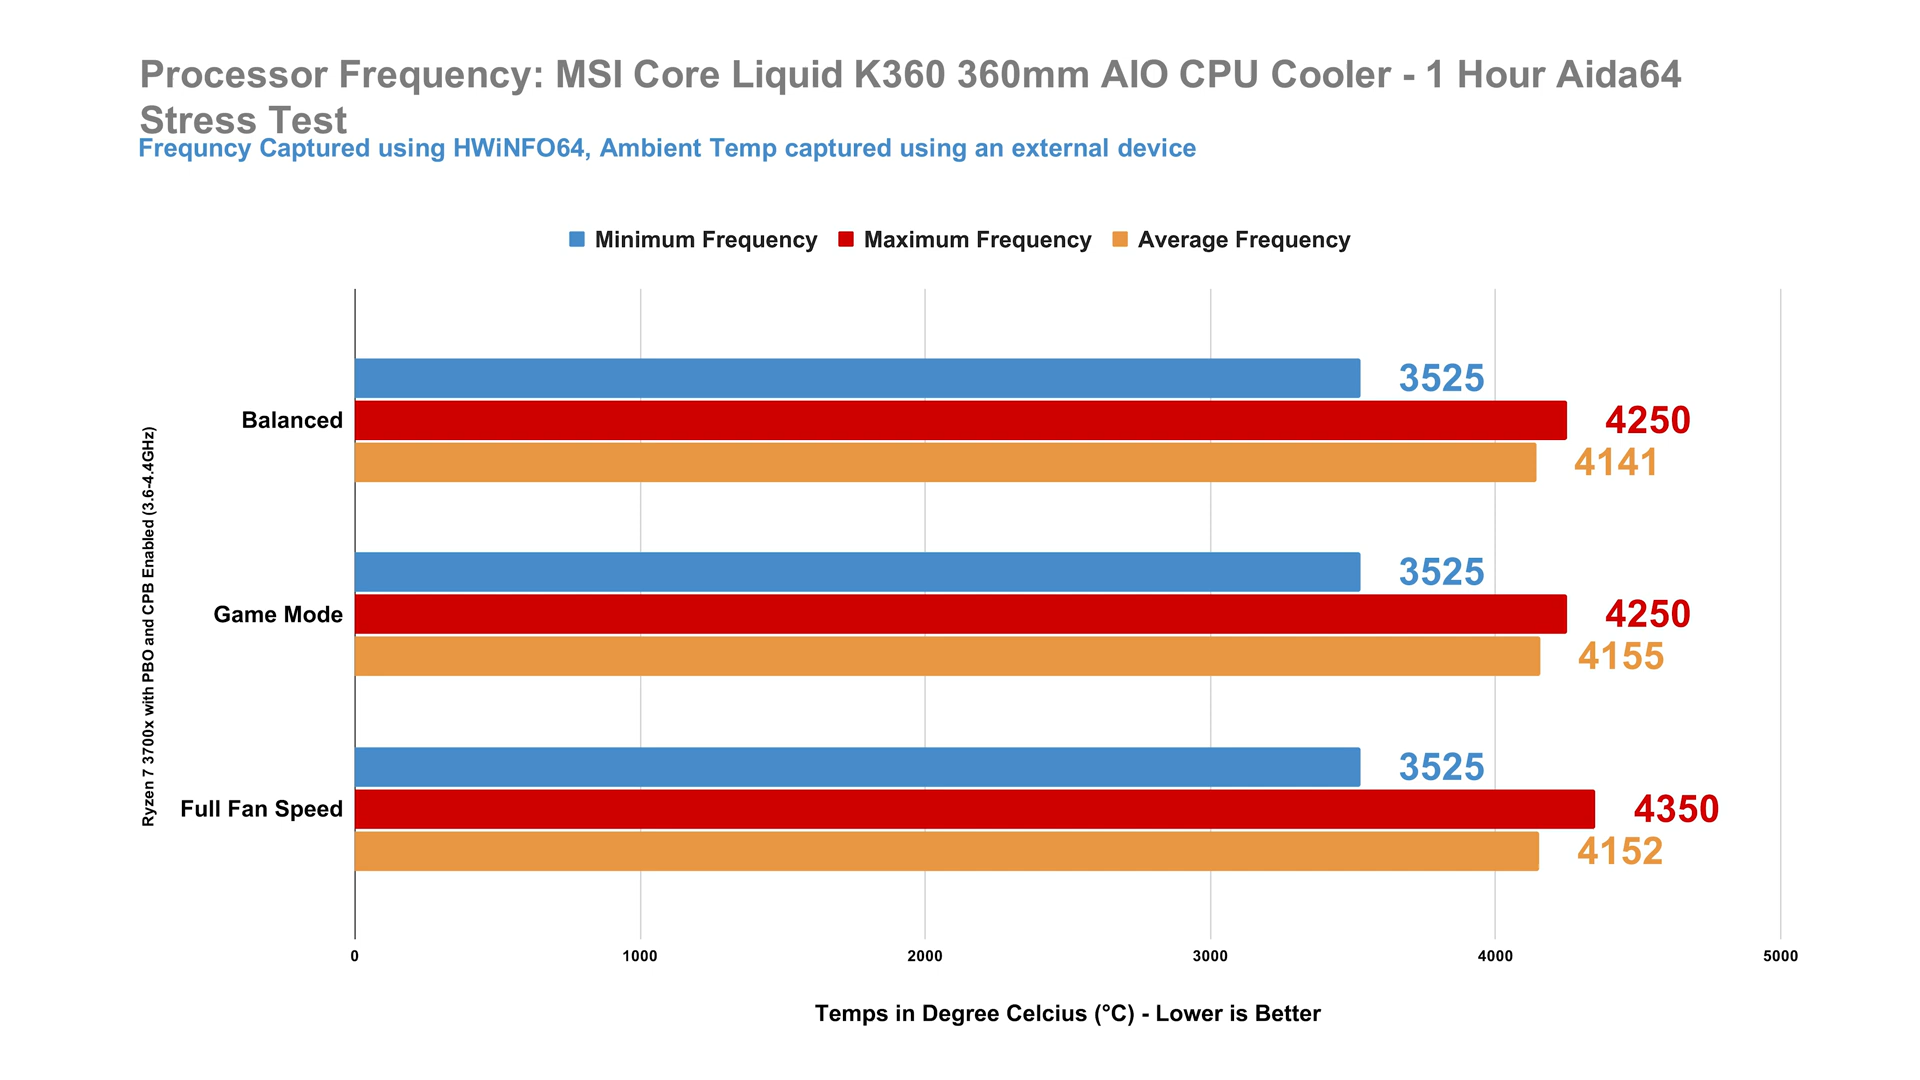 Processor Frequency: MSI Core Liquid K360 360mm AIO CPU Cooler - 1 Hour Aida64
Stress Test
Frequncy Captured using HWiNFO64, Ambient Temp captured using an external device
Minimum Frequency
Maximum Frequency
Average Frequency
Ryzen 7 3700x with PBO and CPB Enabled (3.6-4.4GHz)
Balanced
3525
4250
4141
Game Mode
3525
4250
4155
Full Fan Speed
3525
4350
4152
0 1000 2000 3000 4000 5000
Temps in Degree Celcius (°C) - Lower is Better